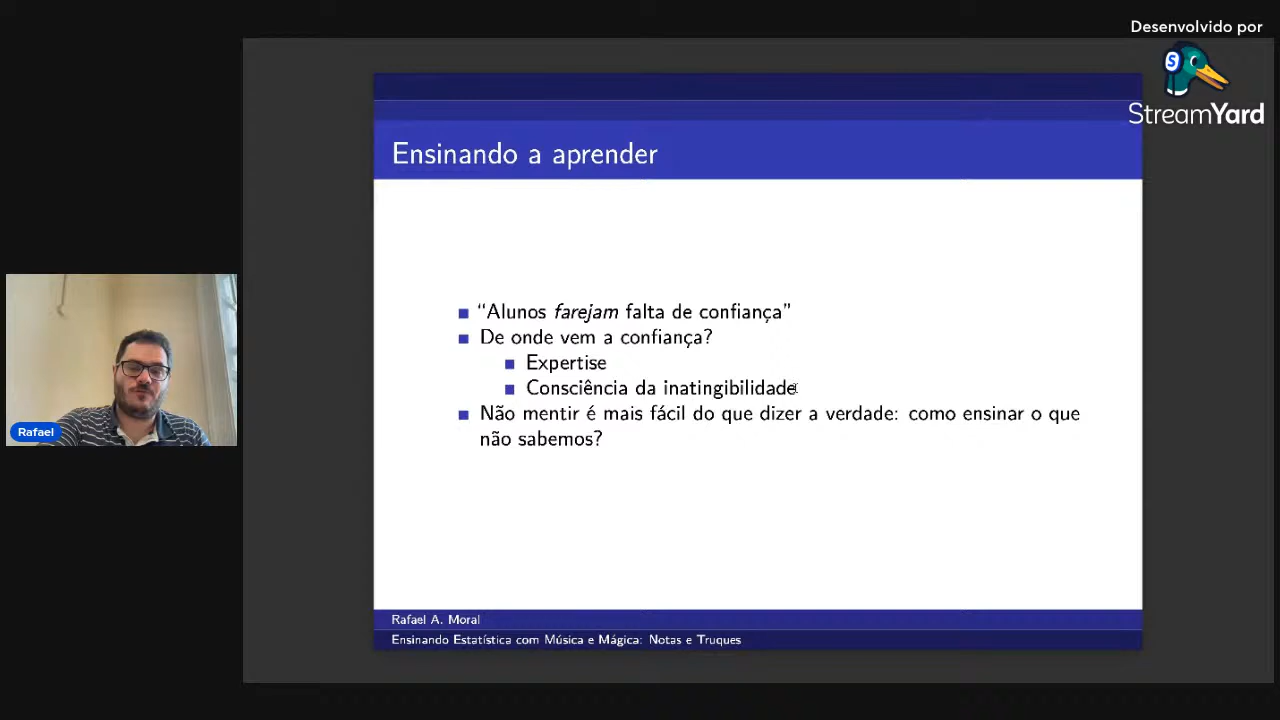 Desenvolvido por
StreamYard
Ensinando a aprender
“Alunos farejam falta de confiança”
De onde vem a confiança?
Expertise
Consciência da inatingibilidade
Não mentir é mais fácil do que dizer a verdade: como ensinar o que
não sabemos?
Rafael
Rafael A. Moral
Ensinando Estatística com Música e Mágica: Notas e Truques